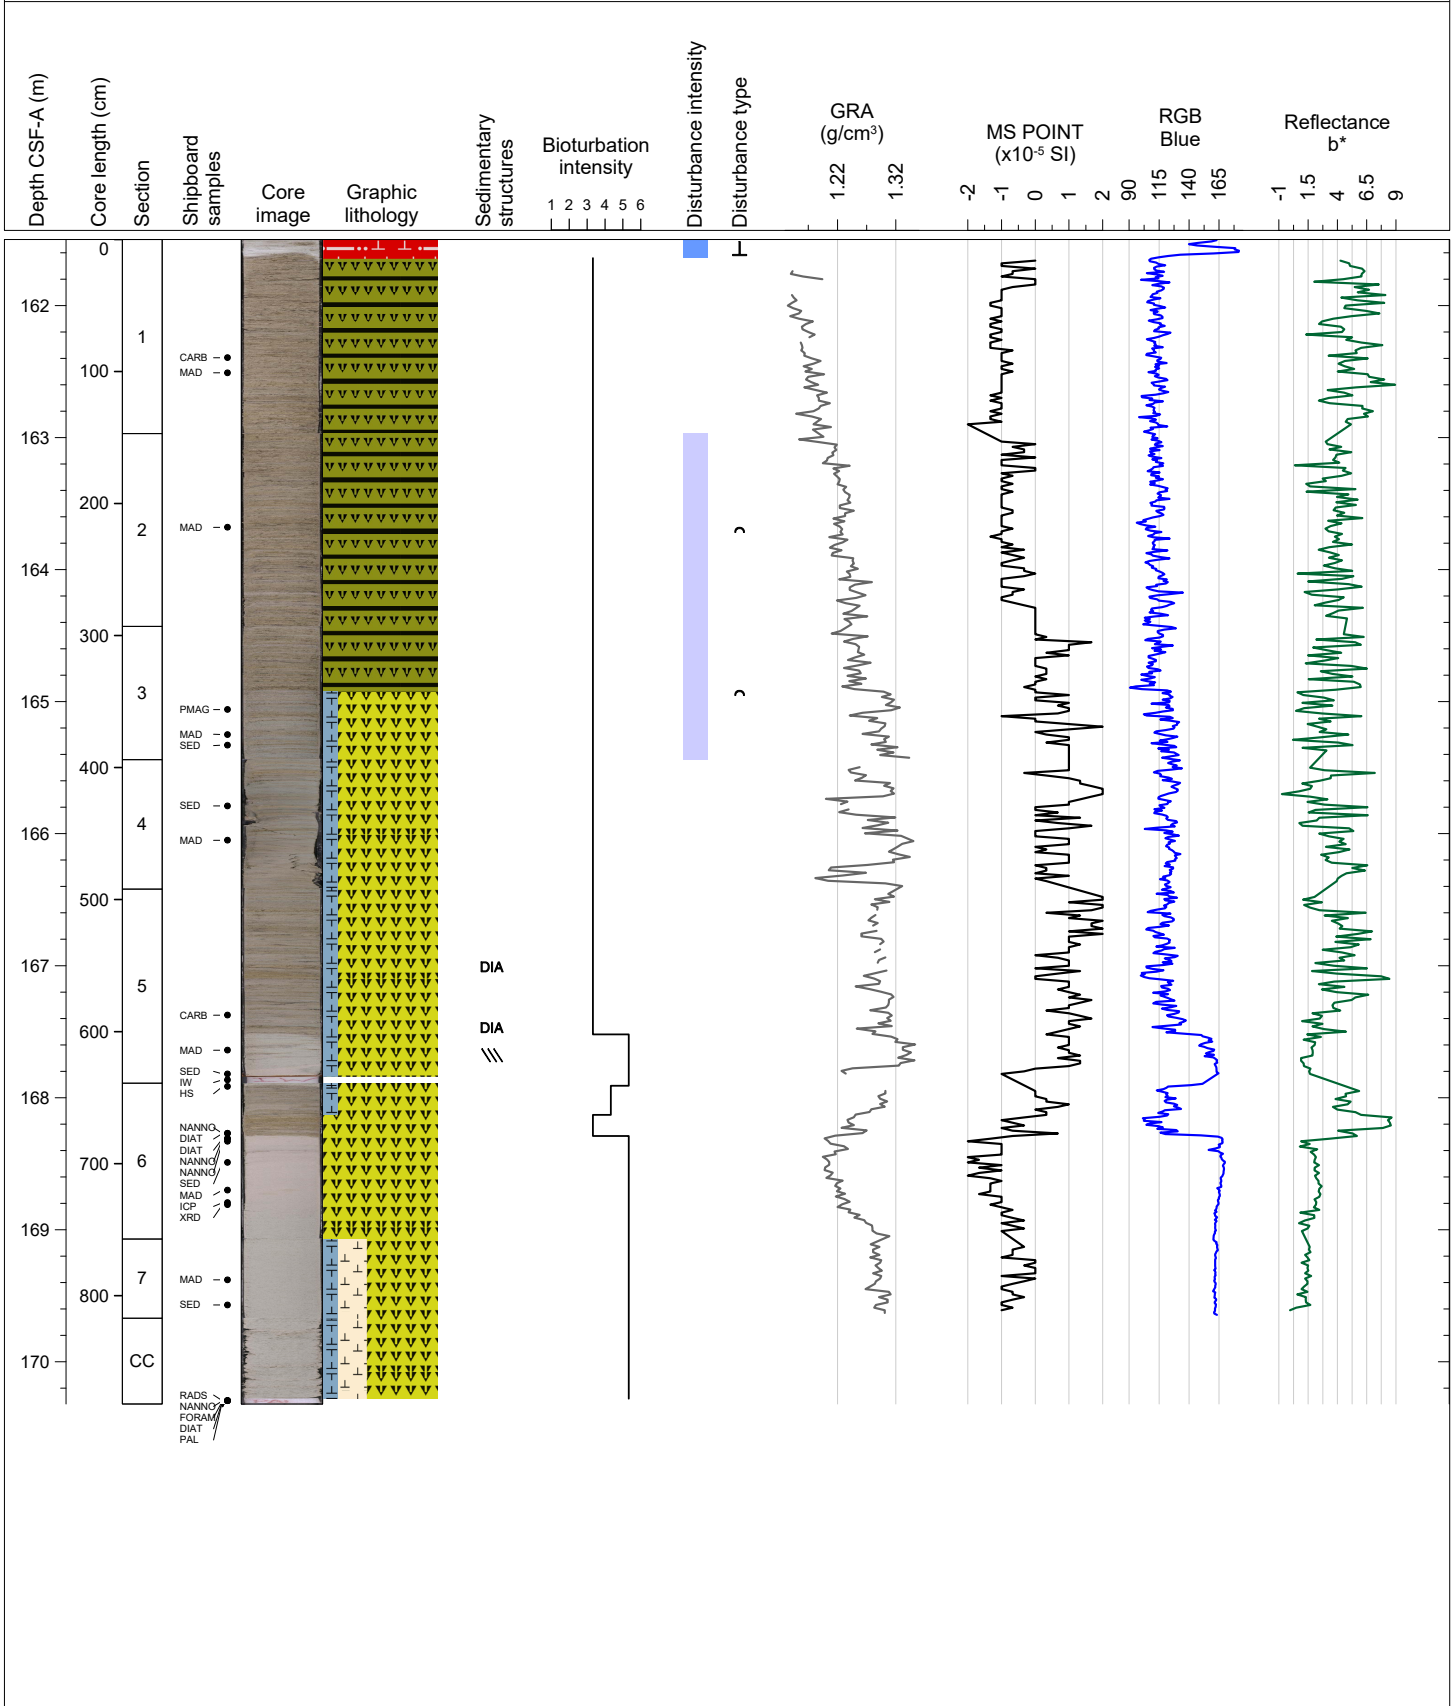 Depth CSF-A (m)
Core length (cm)
Section
Shipboard
samples
Core
image
Graphic
lithology
Sedimentary
structures
Bioturbation
intensity
1 2 3 4 5 6
Disturbance intensity
Disturbance type
GRA
(g/cm³)
1.22 1.32
MS POINT
(x10⁻⁵ SI)
-2 -1 0 1 2
RGB
Blue
90 115 140 165
Reflectance
b*
-1 1.5 4 6.5 9
162
163
164
165
166
167
168
169
170
0
100
200
300
400
500
600
700
800
1
2
3
4
5
6
7
CC
CARB
MAD
MAD
PMAG
MAD
SED
SED
MAD
CARB
MAD
SED
IW
HS
NANNO
DIAT
DIAT
NANNO
NANNO
SED
MAD
ICP
XRD
MAD
SED
RADS
NANNO
FORAM
DIAT
PAL
DIA
DIA